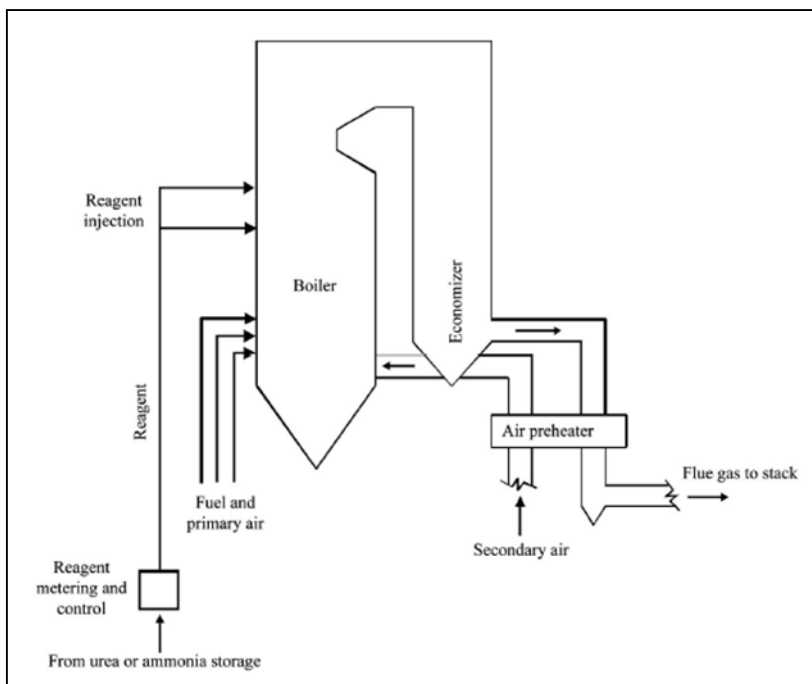 Reagent
injection
Boiler
Economizer
Reagent
Air preheater
Flue gas to stack
Fuel and
primary air
Secondary air
Reagent
metering and
control
From urea or ammonia storage